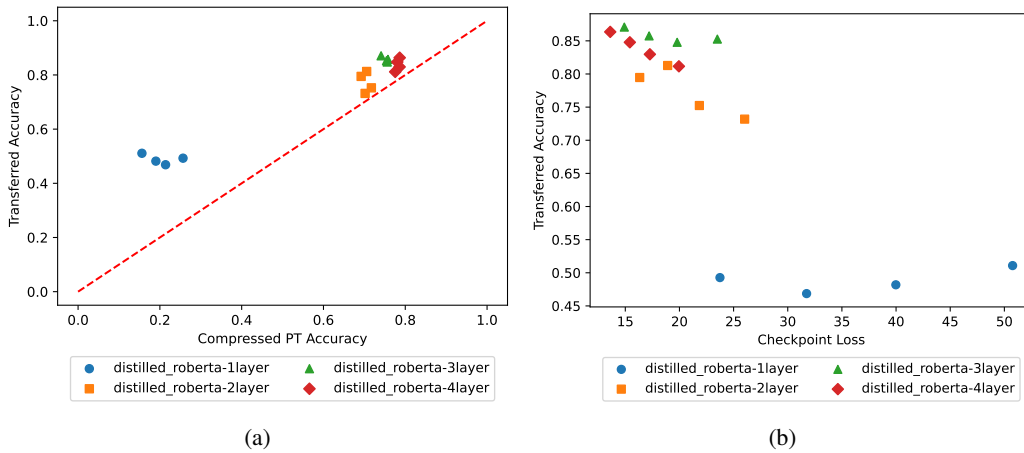 1.0
0.8
0.6
0.4
0.2
0.0
Transferred Accuracy
0.0 0.2 0.4 0.6 0.8 1.0
Compressed PT Accuracy
distilled_roberta-1layer distilled_roberta-3layer
distilled_roberta-2layer distilled_roberta-4layer
(a)
0.85
0.80
0.75
0.70
0.65
0.60
0.55
0.50
0.45
Transferred Accuracy
15 20 25 30 35 40 45 50
Checkpoint Loss
distilled_roberta-1layer distilled_roberta-3layer
distilled_roberta-2layer distilled_roberta-4layer
(b)